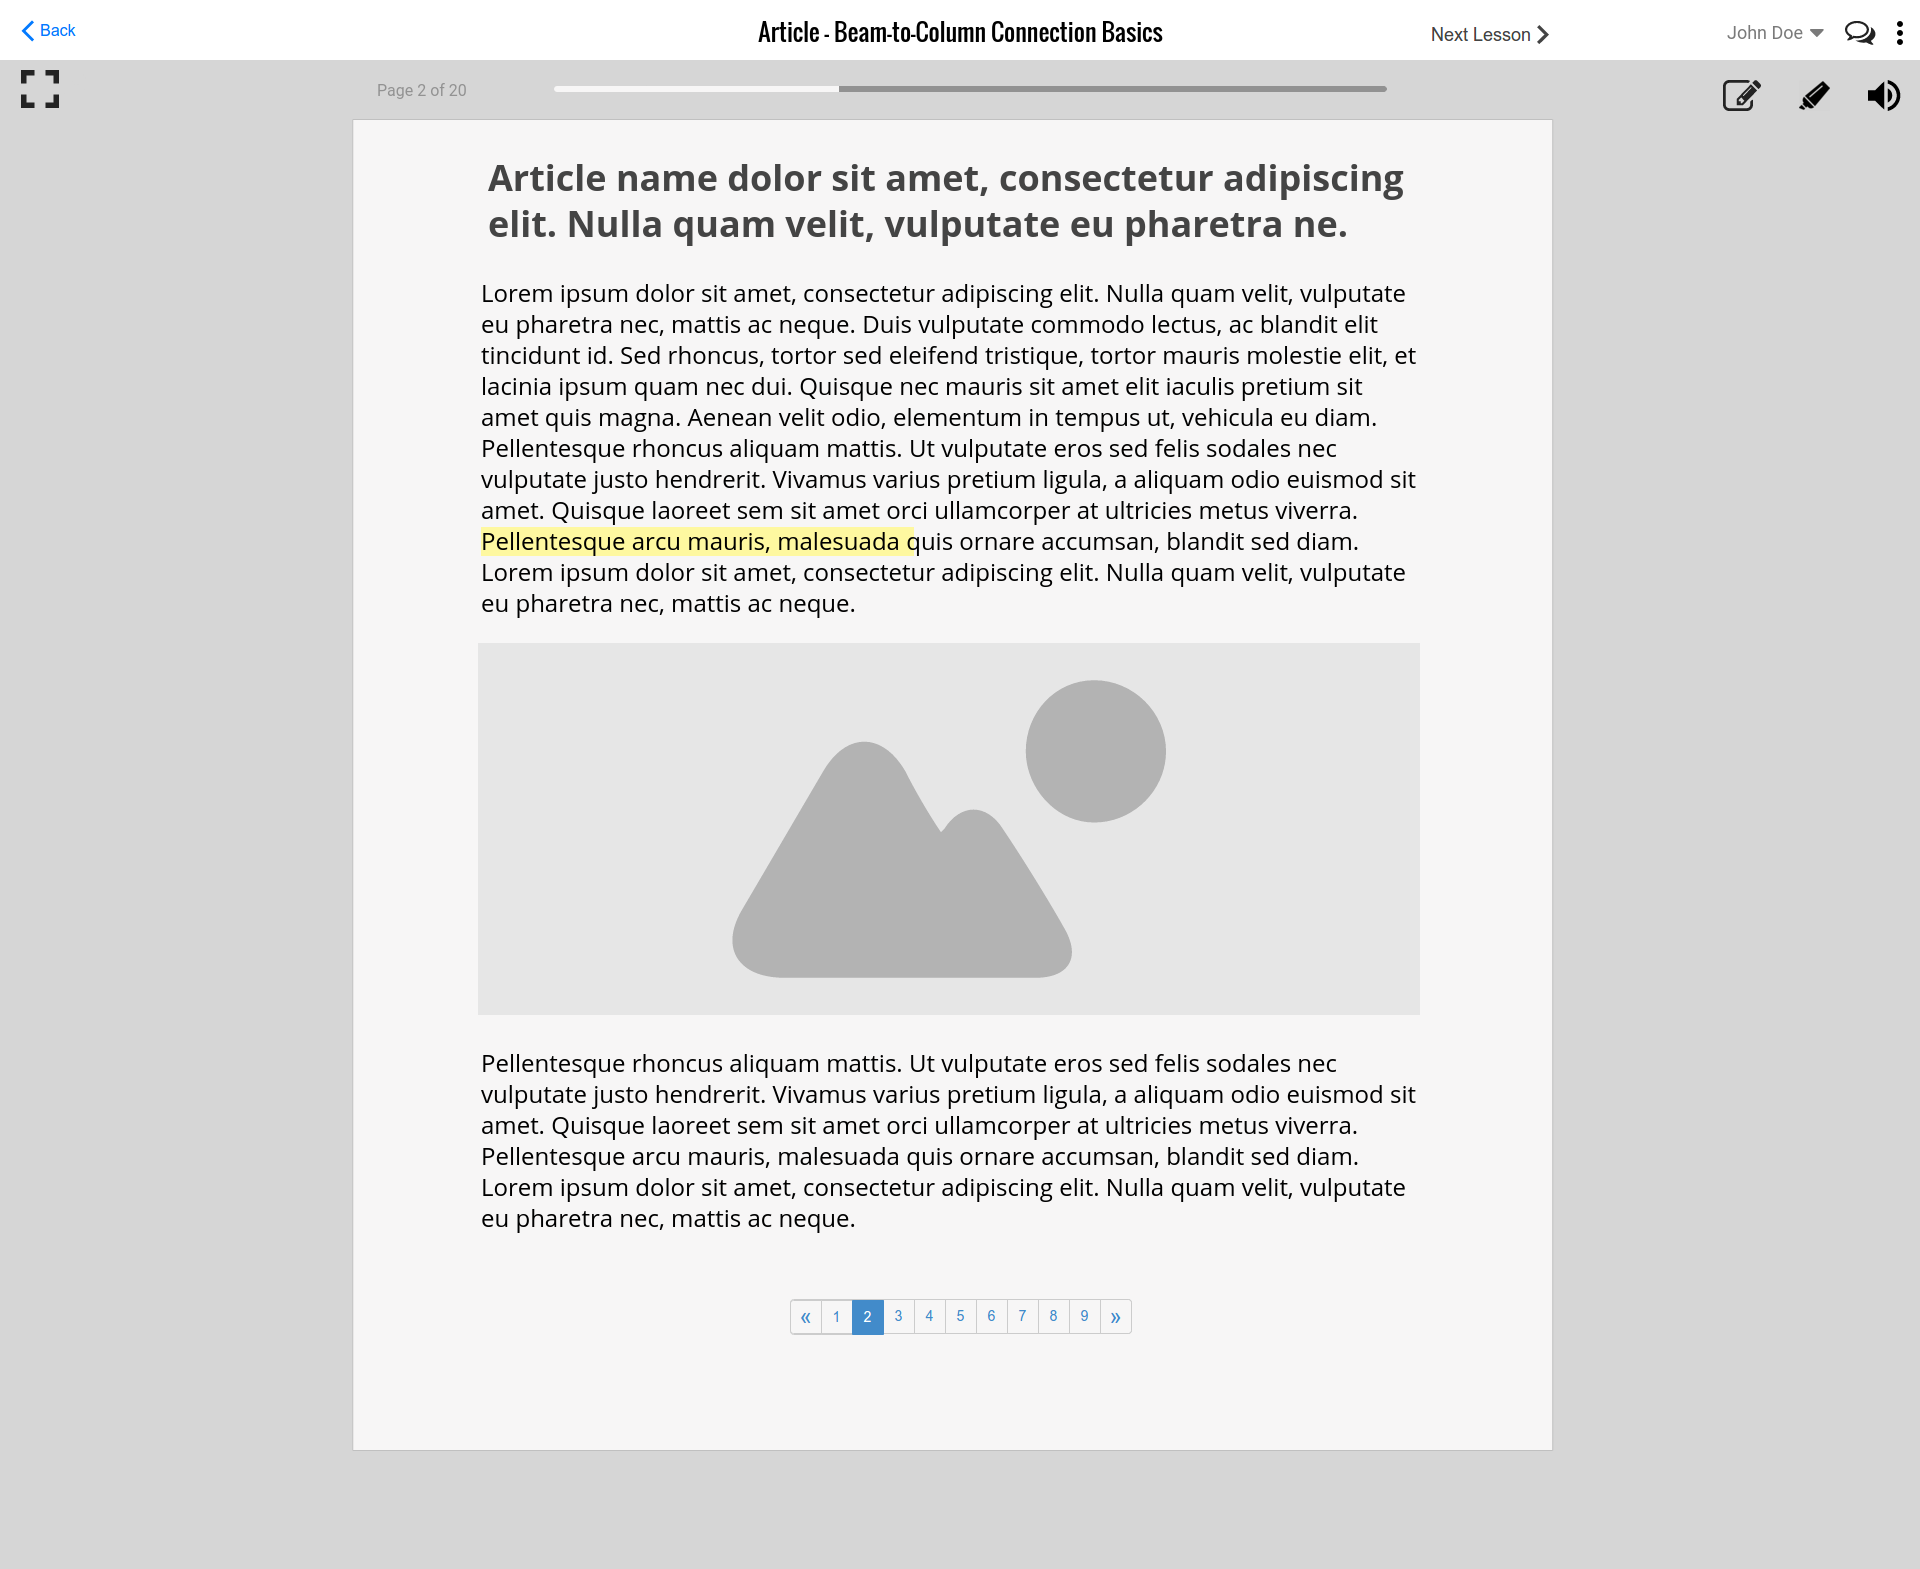 Back
Article - Beam-to-Column Connection Basics
Next Lesson
John Doe
Page 2 of 20
Article name dolor sit amet, consectetur adipiscing
elit. Nulla quam velit, vulputate eu pharetra ne.
Lorem ipsum dolor sit amet, consectetur adipiscing elit. Nulla quam velit, vulputate
eu pharetra nec, mattis ac neque. Duis vulputate commodo lectus, ac blandit elit
tincidunt id. Sed rhoncus, tortor sed eleifend tristique, tortor mauris molestie elit, et
lacinia ipsum quam nec dui. Quisque nec mauris sit amet elit iaculis pretium sit
amet quis magna. Aenean velit odio, elementum in tempus ut, vehicula eu diam.
Pellentesque rhoncus aliquam mattis. Ut vulputate eros sed felis sodales nec
vulputate justo hendrerit. Vivamus varius pretium ligula, a aliquam odio euismod sit
amet. Quisque laoreet sem sit amet orci ullamcorper at ultricies metus viverra.
Pellentesque arcu mauris, malesuada quis ornare accumsan, blandit sed diam.
Lorem ipsum dolor sit amet, consectetur adipiscing elit. Nulla quam velit, vulputate
eu pharetra nec, mattis ac neque.
Pellentesque rhoncus aliquam mattis. Ut vulputate eros sed felis sodales nec
vulputate justo hendrerit. Vivamus varius pretium ligula, a aliquam odio euismod sit
amet. Quisque laoreet sem sit amet orci ullamcorper at ultricies metus viverra.
Pellentesque arcu mauris, malesuada quis ornare accumsan, blandit sed diam.
Lorem ipsum dolor sit amet, consectetur adipiscing elit. Nulla quam velit, vulputate
eu pharetra nec, mattis ac neque.
« 1 2 3 4 5 6 7 8 9 »